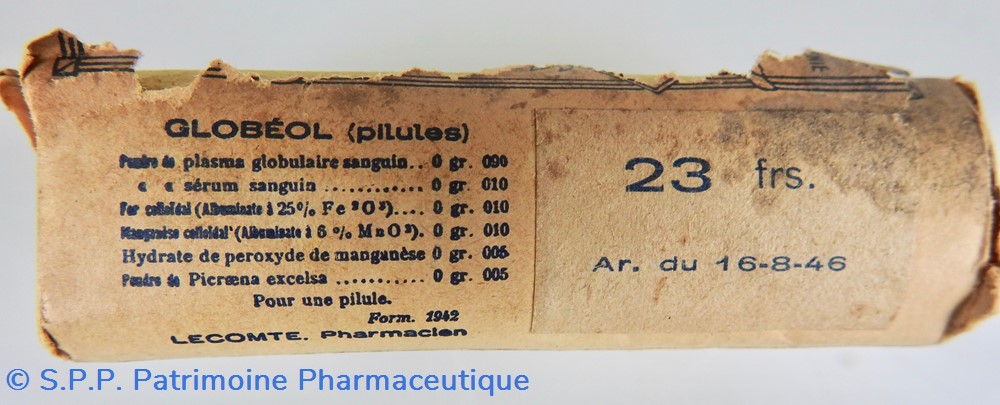 GLOBÉOL (pilules)
Poudre de plasma globulaire sanguin.. 0 gr. 090
« « sérum sanguin ............ 0 gr. 010
Fer colloïdal (Albuminate à 25% Fe²O³).... 0 gr. 010
Manganèse colloïdal (Albuminate à 6 % MnO³). 0 gr. 010
Hydrate de peroxyde de manganèse 0 gr. 005
Poudre de Picræna excelsa ........... 0 gr. 005
Pour une pilule.
Form. 1942
LECOMTE. Pharmacien
23 frs.
Ar. du 16-8-46
© S.P.P. Patrimoine Pharmaceutique